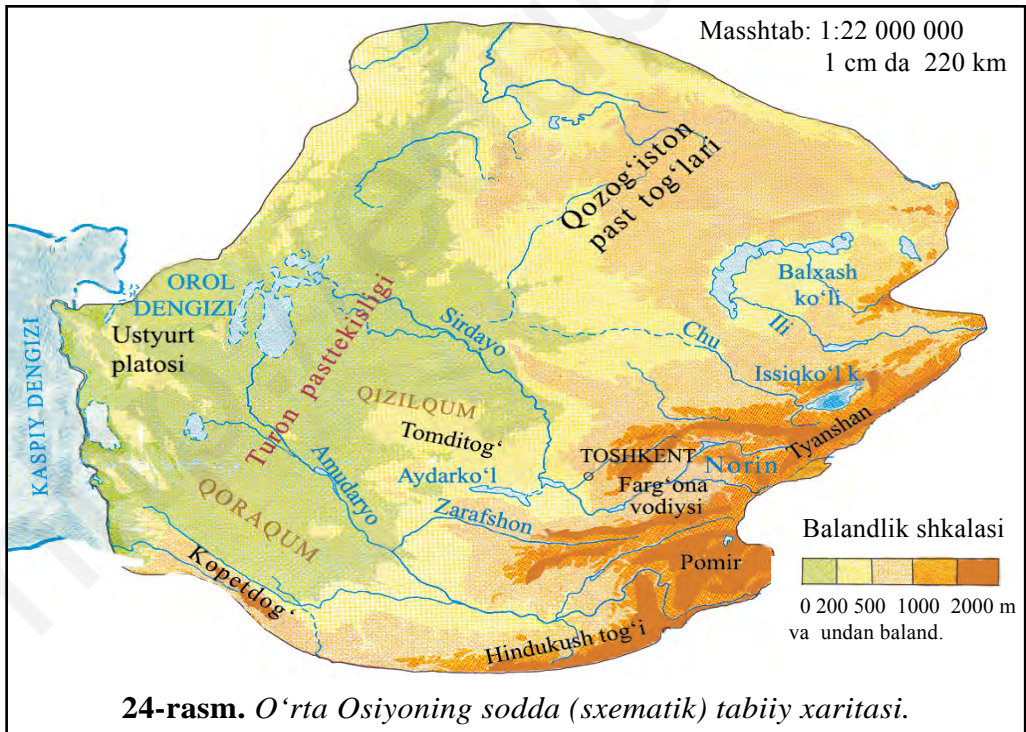 Masshtab: 1:22 000 000
1 cm da 220 km
Qozog‘iston
past tog‘lari
OROL
DENGIZI
Balxash
ko‘li
Ili
KASPIY DENGIZI
Ustyurt
platosi
Turon pasttekisligi
Sirdayo
Chu
Issiqko‘l k
QIZILQUM
Tomditog‘
TOSHKENT
Norin
Tyanshan
Amudaryo
Aydarko‘l
Farg‘ona
vodiysi
QORAQUM
Zarafshon
Kopetdog‘
Pomir
Hindukush tog‘i
Balandlik shkalasi
0 200 500 1000 2000 m
va undan baland.
24-rasm. O‘rta Osiyoning sodda (sxematik) tabiiy xaritasi.